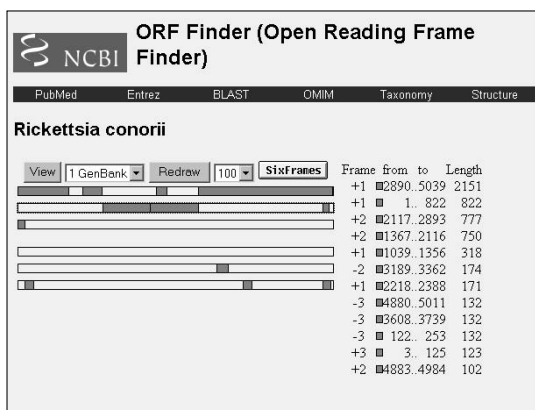 NCBI
ORF Finder (Open Reading Frame
Finder)
PubMed Entrez BLAST OMIM Taxonomy Structure
Rickettsia conorii
View 1 GenBank Redraw 100 SixFrames
Frame from to Length
+1 2890..5039 2151
+1 1.. 822 822
+2 2117..2893 777
+2 1367..2116 750
+1 1039..1356 318
-2 3189..3362 174
+1 2218..2388 171
-3 4880..5011 132
-3 3608..3739 132
-3 122.. 253 132
+3 3.. 125 123
+2 4883..4984 102